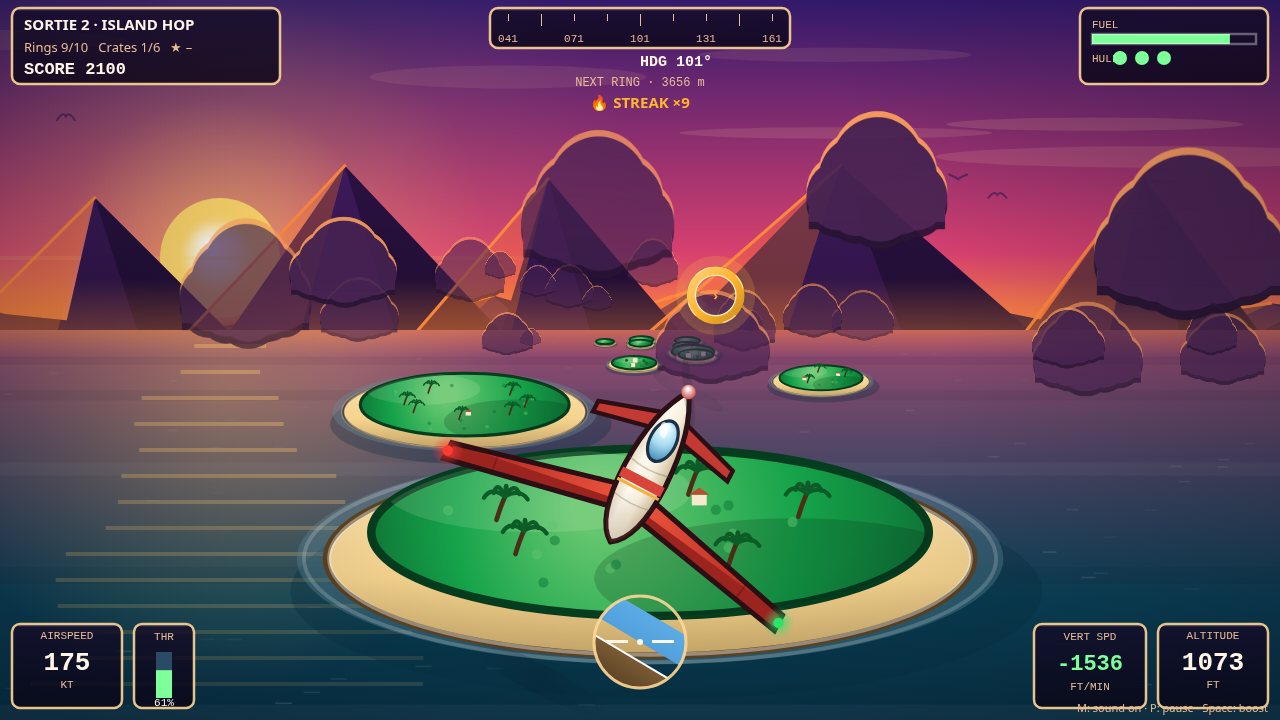 SORTIE 2 · ISLAND HOP
Rings 9/10 Crates 1/6 ★ –
SCORE 2100
041 071 101 131 161
HDG 101°
NEXT RING · 3656 m
🔥 STREAK ×9
FUEL
HULL
AIRSPEED
175
KT
THR
61%
VERT SPD
-1536
FT/MIN
ALTITUDE
1073
FT
M: sound on · P: pause · Space: boost